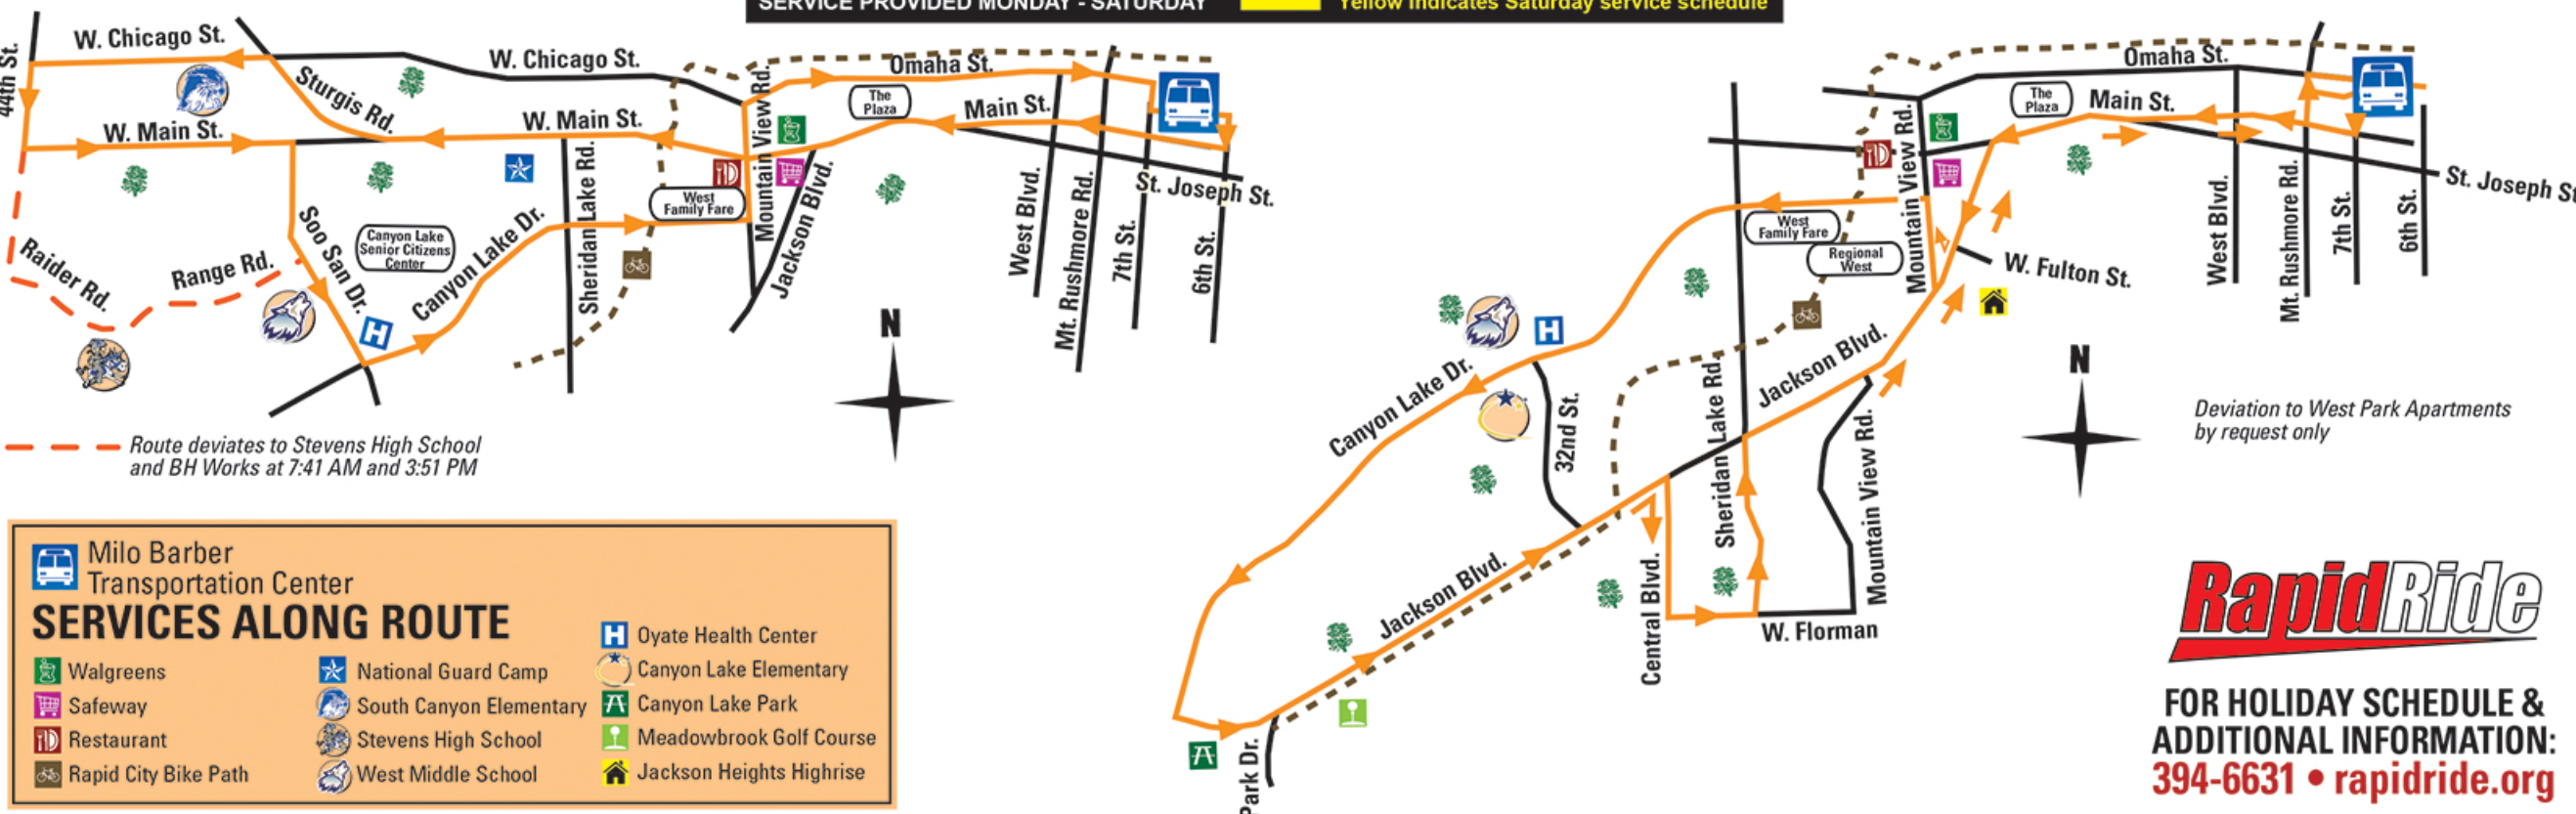 SERVICE PROVIDED MONDAY - SATURDAY
Yellow indicates Saturday service schedule
44th St.
W. Chicago St.
Sturgis Rd.
W. Chicago St.
W. Main St.
W. Main St.
Raider Rd.
Range Rd.
Soo San Dr.
Canyon Lake
Senior Citizens
Center
Canyon Lake Dr.
Sheridan Lake Rd.
West
Family Fare
Mountain View Rd.
Jackson Blvd.
Omaha St.
The
Plaza
Main St.
St. Joseph St.
West Blvd.
Mt. Rushmore Rd.
7th St.
6th St.
H
N
Route deviates to Stevens High School
and BH Works at 7:41 AM and 3:51 PM
Omaha St.
The
Plaza
Main St.
St. Joseph St
Mountain View Rd.
West
Family Fare
Regional
West
W. Fulton St.
West Blvd.
Mt. Rushmore Rd.
7th St.
6th St.
H
Canyon Lake Dr.
32nd St.
Sheridan Lake Rd.
Jackson Blvd.
Mountain View Rd.
Jackson Blvd.
Central Blvd.
W. Florman
Park Dr.
N
Deviation to West Park Apartments
by request only
Milo Barber
Transportation Center
SERVICES ALONG ROUTE
Walgreens
Safeway
Restaurant
Rapid City Bike Path
National Guard Camp
South Canyon Elementary
Stevens High School
West Middle School
H Oyate Health Center
Canyon Lake Elementary
Canyon Lake Park
Meadowbrook Golf Course
Jackson Heights Highrise
RapidRide
FOR HOLIDAY SCHEDULE &
ADDITIONAL INFORMATION:
394-6631 • rapidride.org